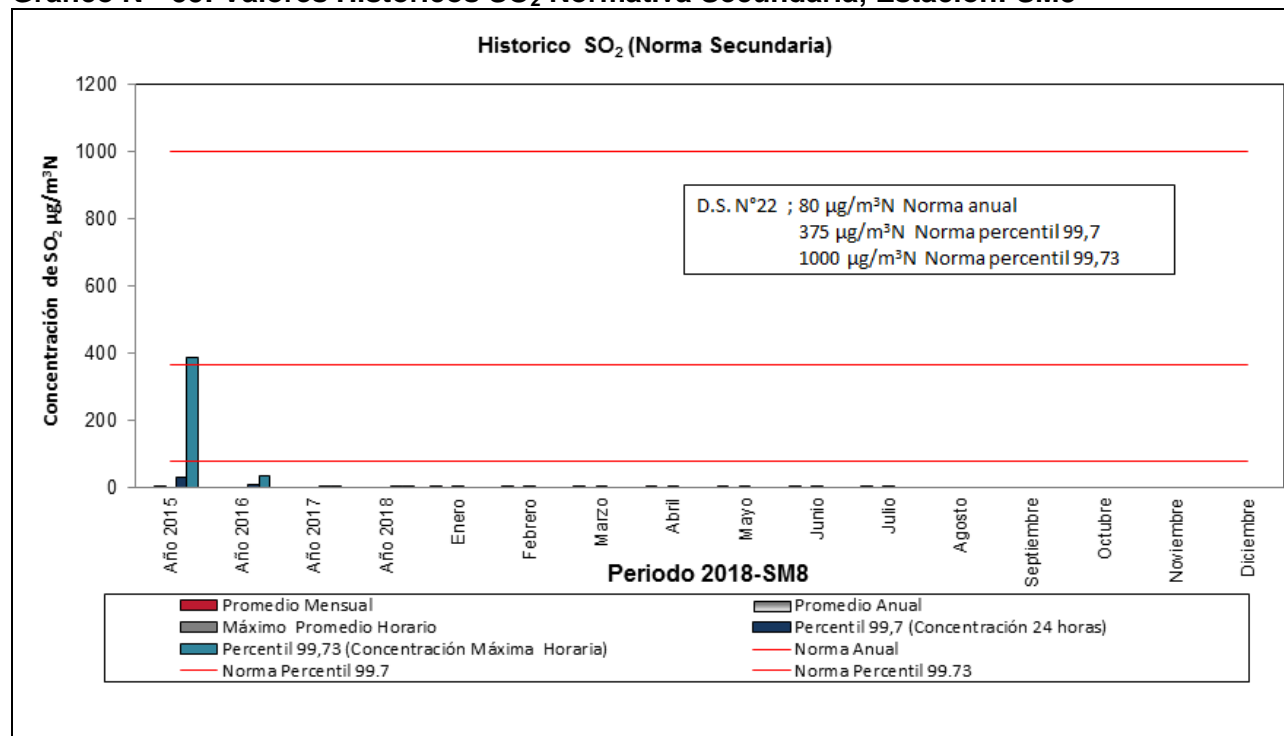 Histórico SO₂ (Norma Secundaria)
1200
1000
800
600
400
200
0
Concentración de SO₂ µg/m³N
D.S. N°22 ; 80 µg/m³N Norma anual
375 µg/m³N Norma percentil 99,7
1000 µg/m³N Norma percentil 99,73
Año 2015
Año 2016
Año 2017
Año 2018
Enero
Febrero
Marzo
Abril
Mayo
Junio
Julio
Agosto
Septiembre
Octubre
Noviembre
Diciembre
Periodo 2018-SM8
Promedio Mensual
Promedio Anual
Máximo Promedio Horario
Percentil 99,7 (Concentración 24 horas)
Percentil 99,73 (Concentración Máxima Horaria)
Norma Anual
Norma Percentil 99.7
Norma Percentil 99.73